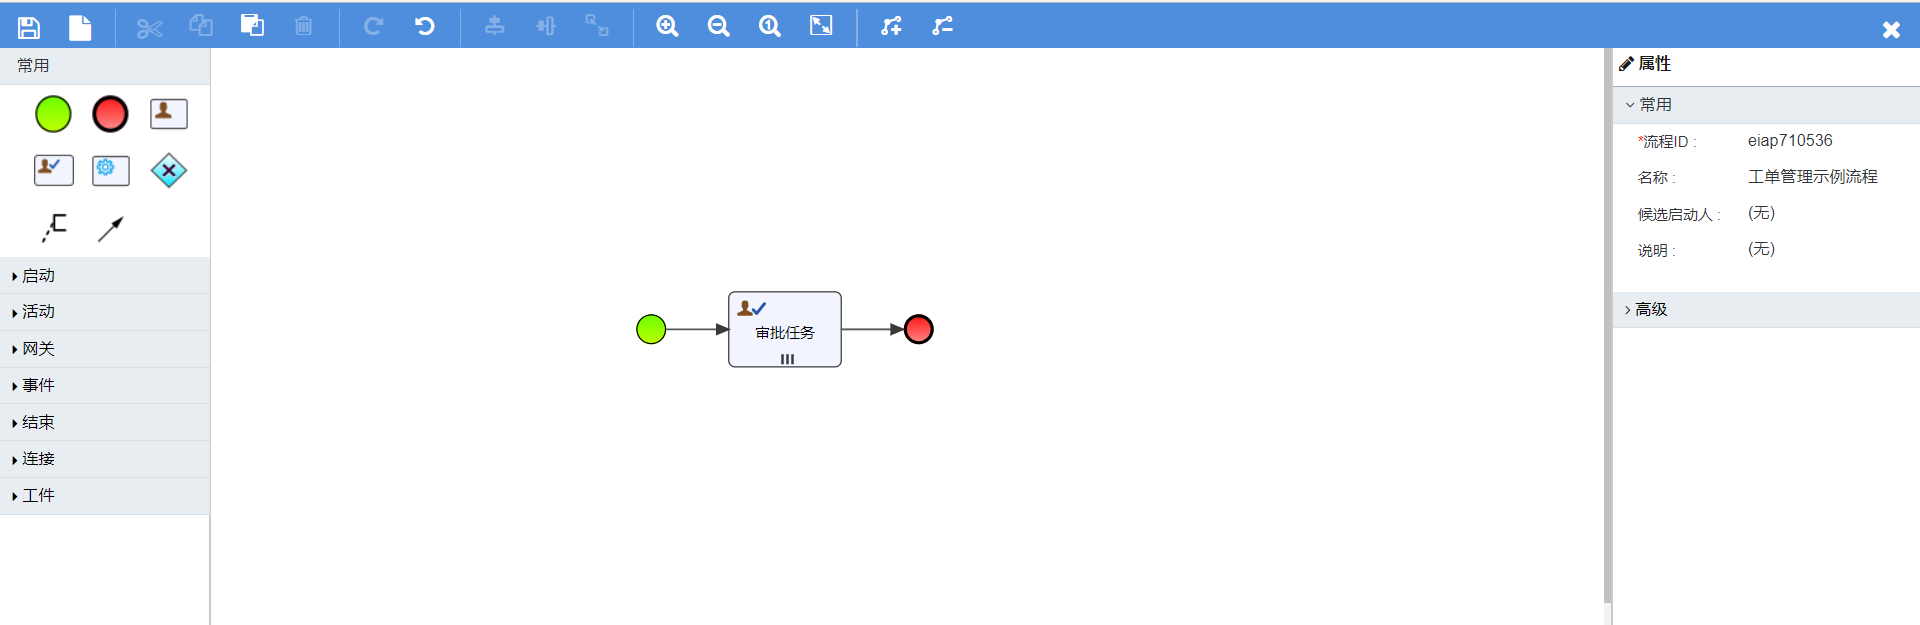 常用
启动
活动
网关
事件
结束
连接
工件
审批任务
属性
常用
*流程ID : eiap710536
名称 : 工单管理示例流程
候选启动人 : (无)
说明 : (无)
高级